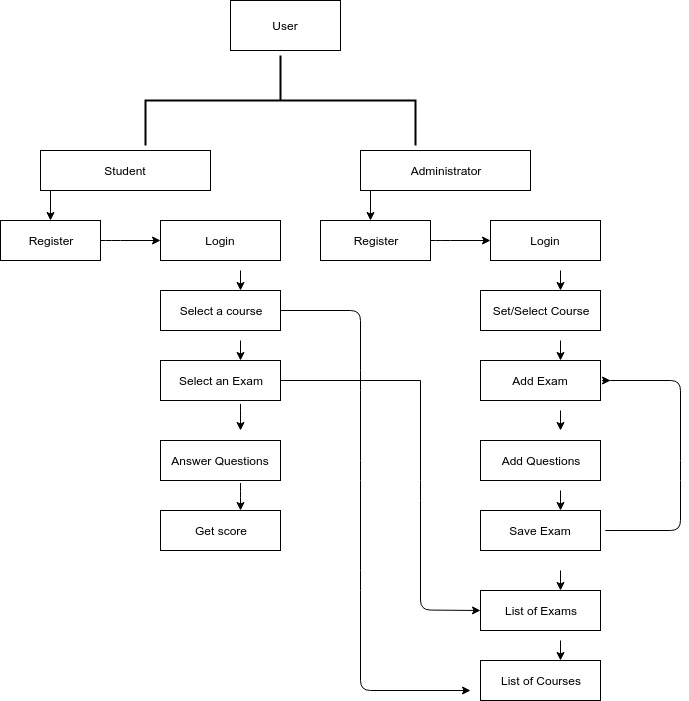 User
Student
Administrator
Register
Login
Register
Login
Select a course
Set/Select Course
Select an Exam
Add Exam
Answer Questions
Add Questions
Get score
Save Exam
List of Exams
List of Courses